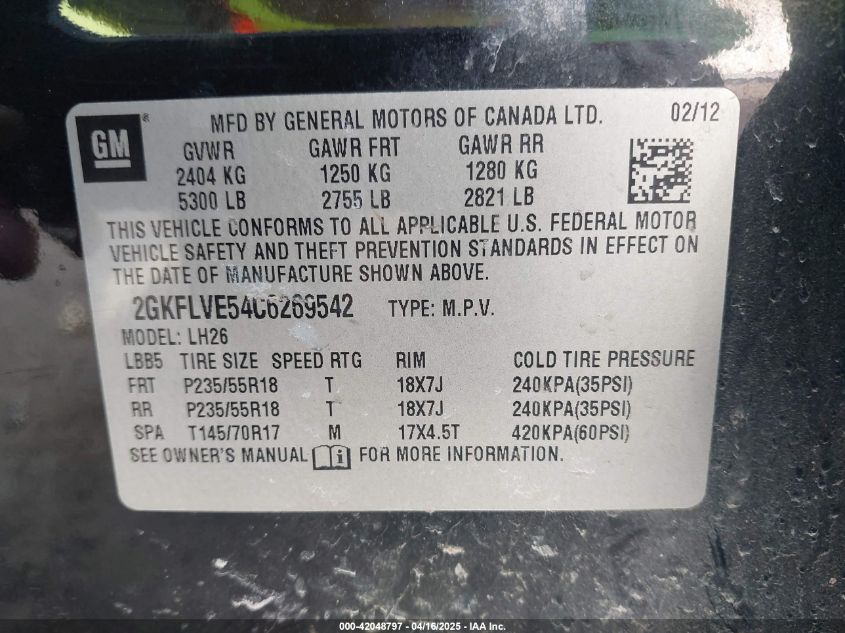 GM
MFD BY GENERAL MOTORS OF CANADA LTD. 02/12
GVWR GAWR FRT GAWR RR
2404 KG 1250 KG 1280 KG
5300 LB 2755 LB 2821 LB
THIS VEHICLE CONFORMS TO ALL APPLICABLE U.S. FEDERAL MOTOR
VEHICLE SAFETY AND THEFT PREVENTION STANDARDS IN EFFECT ON
THE DATE OF MANUFACTURE SHOWN ABOVE.
2GKFLVE54C6269542 TYPE: M.P.V.
MODEL: LH26
LBB5 TIRE SIZE SPEED RTG RIM COLD TIRE PRESSURE
FRT P235/55R18 T 18X7J 240KPA(35PSI)
RR P235/55R18 T 18X7J 240KPA(35PSI)
SPA T145/70R17 M 17X4.5T 420KPA(60PSI)
SEE OWNER'S MANUAL i FOR MORE INFORMATION.
000-42048797 - 04/16/2025 - IAA Inc.